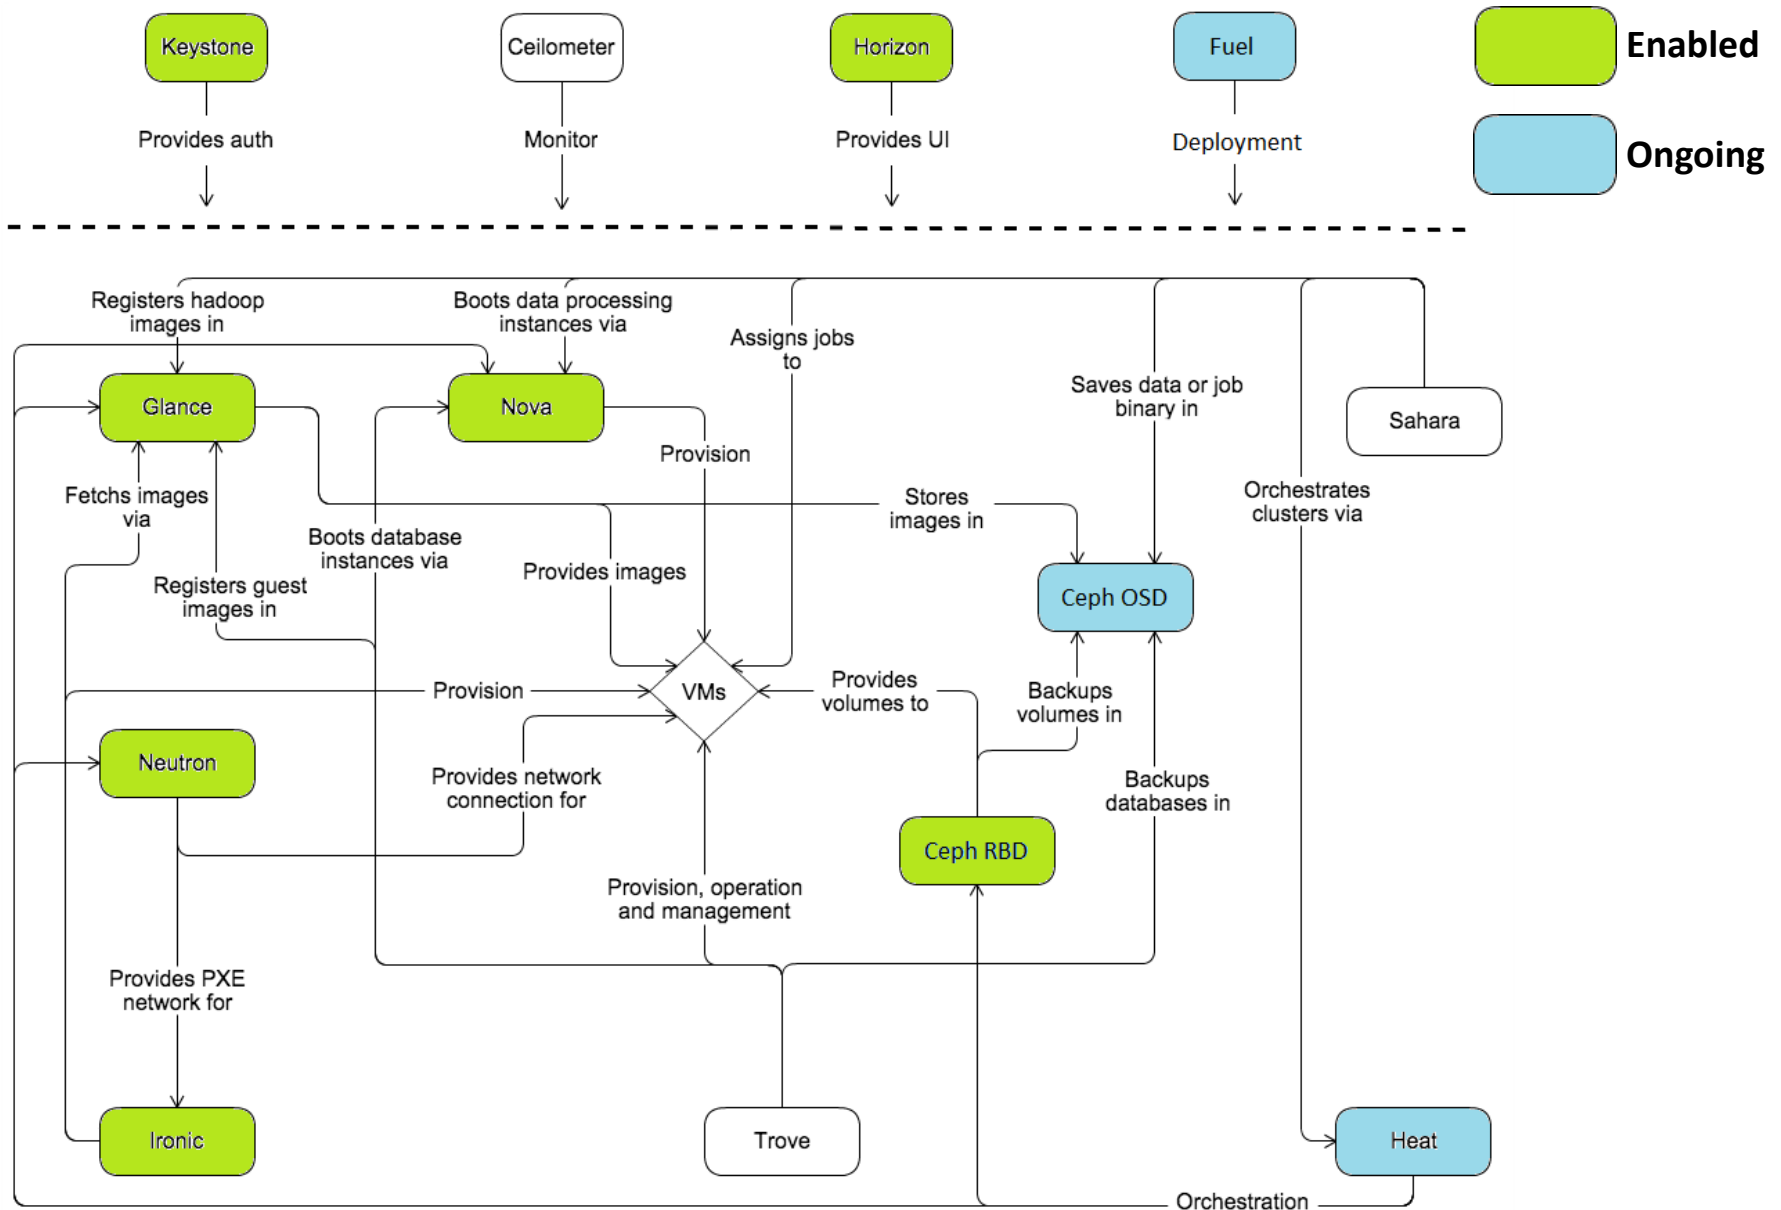 Keystone
Ceilometer
Horizon
Fuel
Enabled
Provides auth
Monitor
Provides UI
Deployment
Ongoing
Registers hadoop
images in
Boots data processing
instances via
Assigns jobs
to
Saves data or job
binary in
Glance
Nova
Sahara
Provision
Fetchs images
via
Stores
images in
Orchestrates
clusters via
Boots database
instances via
Provides images
Registers guest
images in
Ceph OSD
Provision
VMs
Provides
volumes to
Backups
volumes in
Neutron
Provides network
connection for
Backups
databases in
Ceph RBD
Provision, operation
and management
Provides PXE
network for
Ironic
Trove
Heat
Orchestration